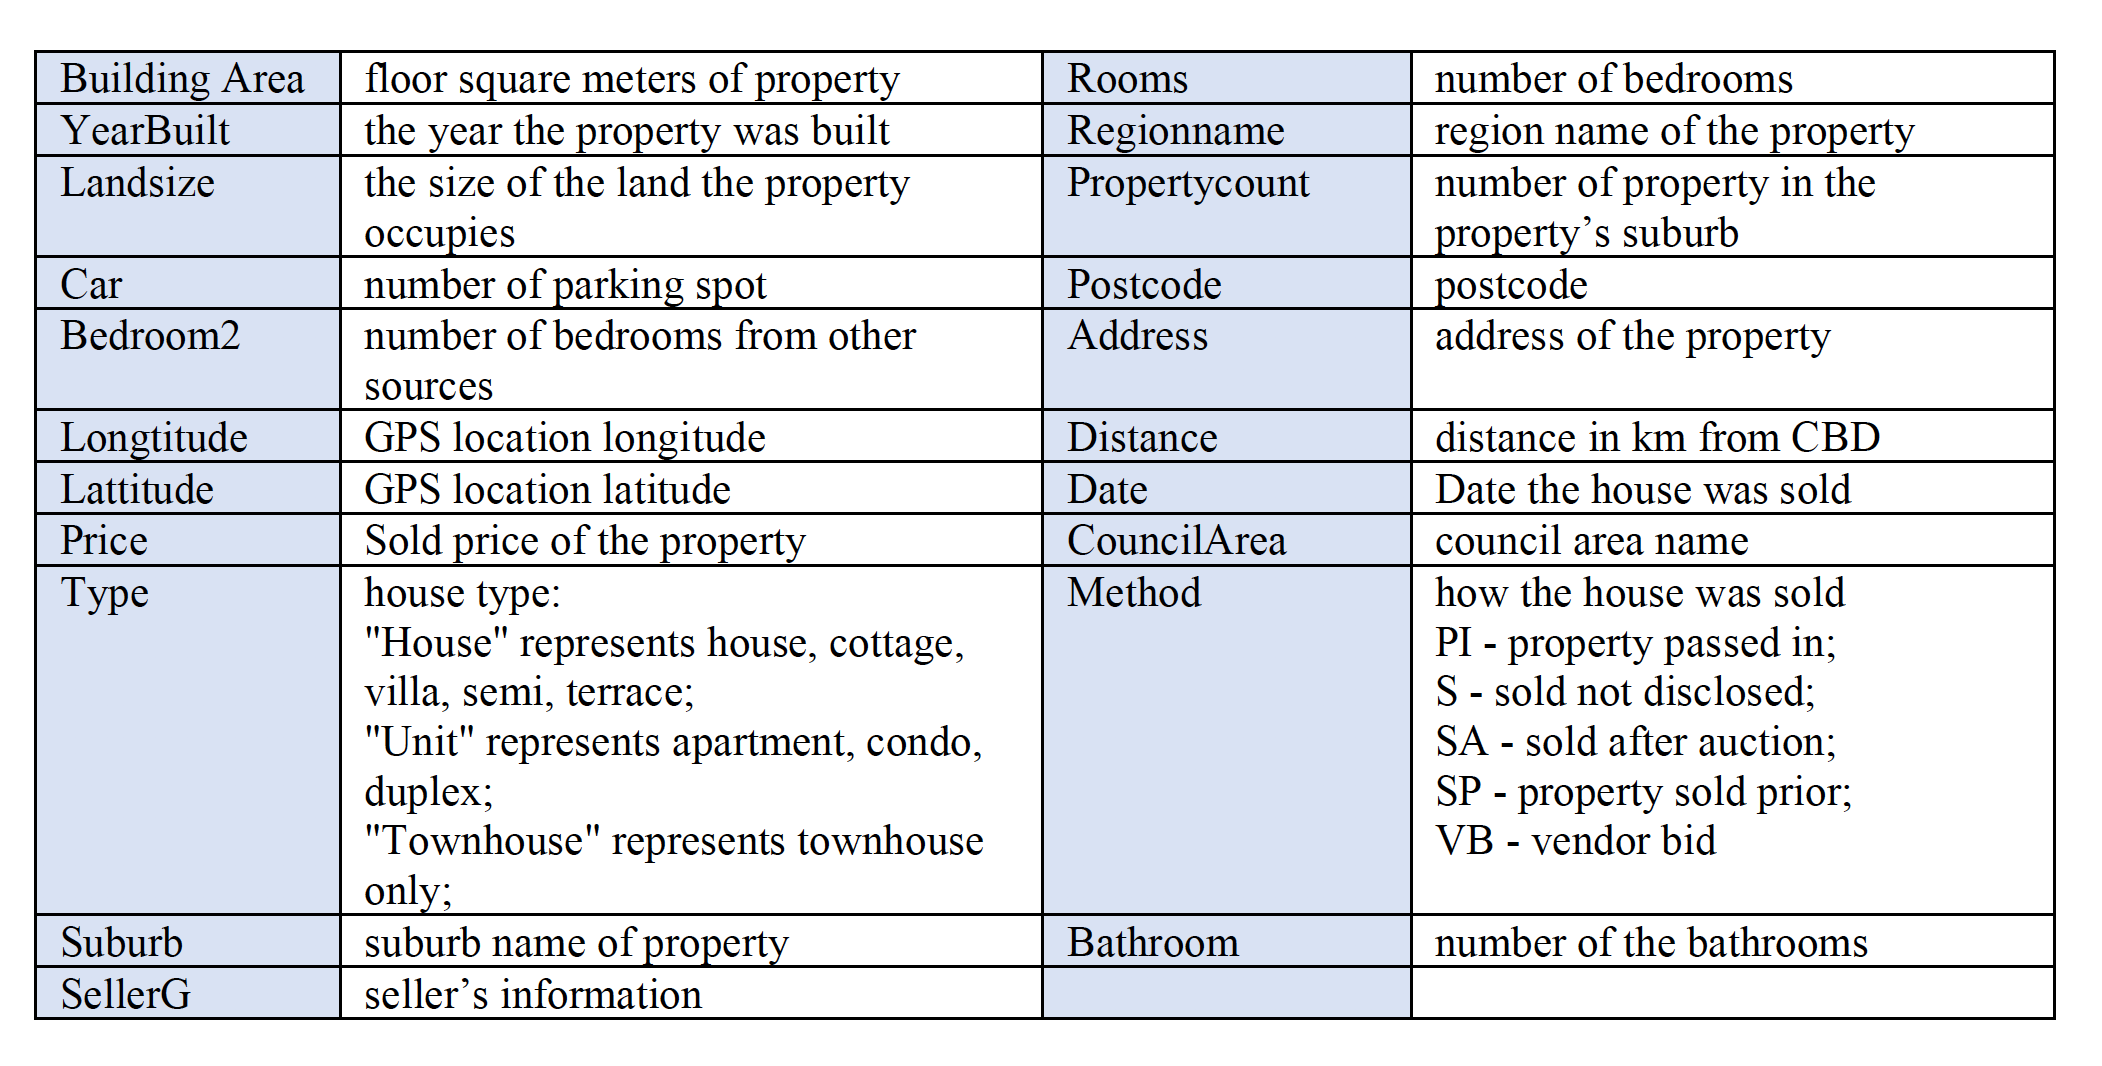 Building Area floor square meters of property Rooms number of bedrooms
YearBuilt the year the property was built Regionname region name of the property
Landsize the size of the land the property Propertycount number of property in the
occupies property’s suburb
Car number of parking spot Postcode postcode
Bedroom2 number of bedrooms from other Address address of the property
sources
Longtitude GPS location longitude Distance distance in km from CBD
Lattitude GPS location latitude Date Date the house was sold
Price Sold price of the property CouncilArea council area name
Type house type: Method how the house was sold
"House" represents house, cottage, PI - property passed in;
villa, semi, terrace; S - sold not disclosed;
"Unit" represents apartment, condo, SA - sold after auction;
duplex; SP - property sold prior;
"Townhouse" represents townhouse VB - vendor bid
only;
Suburb suburb name of property Bathroom number of the bathrooms
SellerG seller’s information